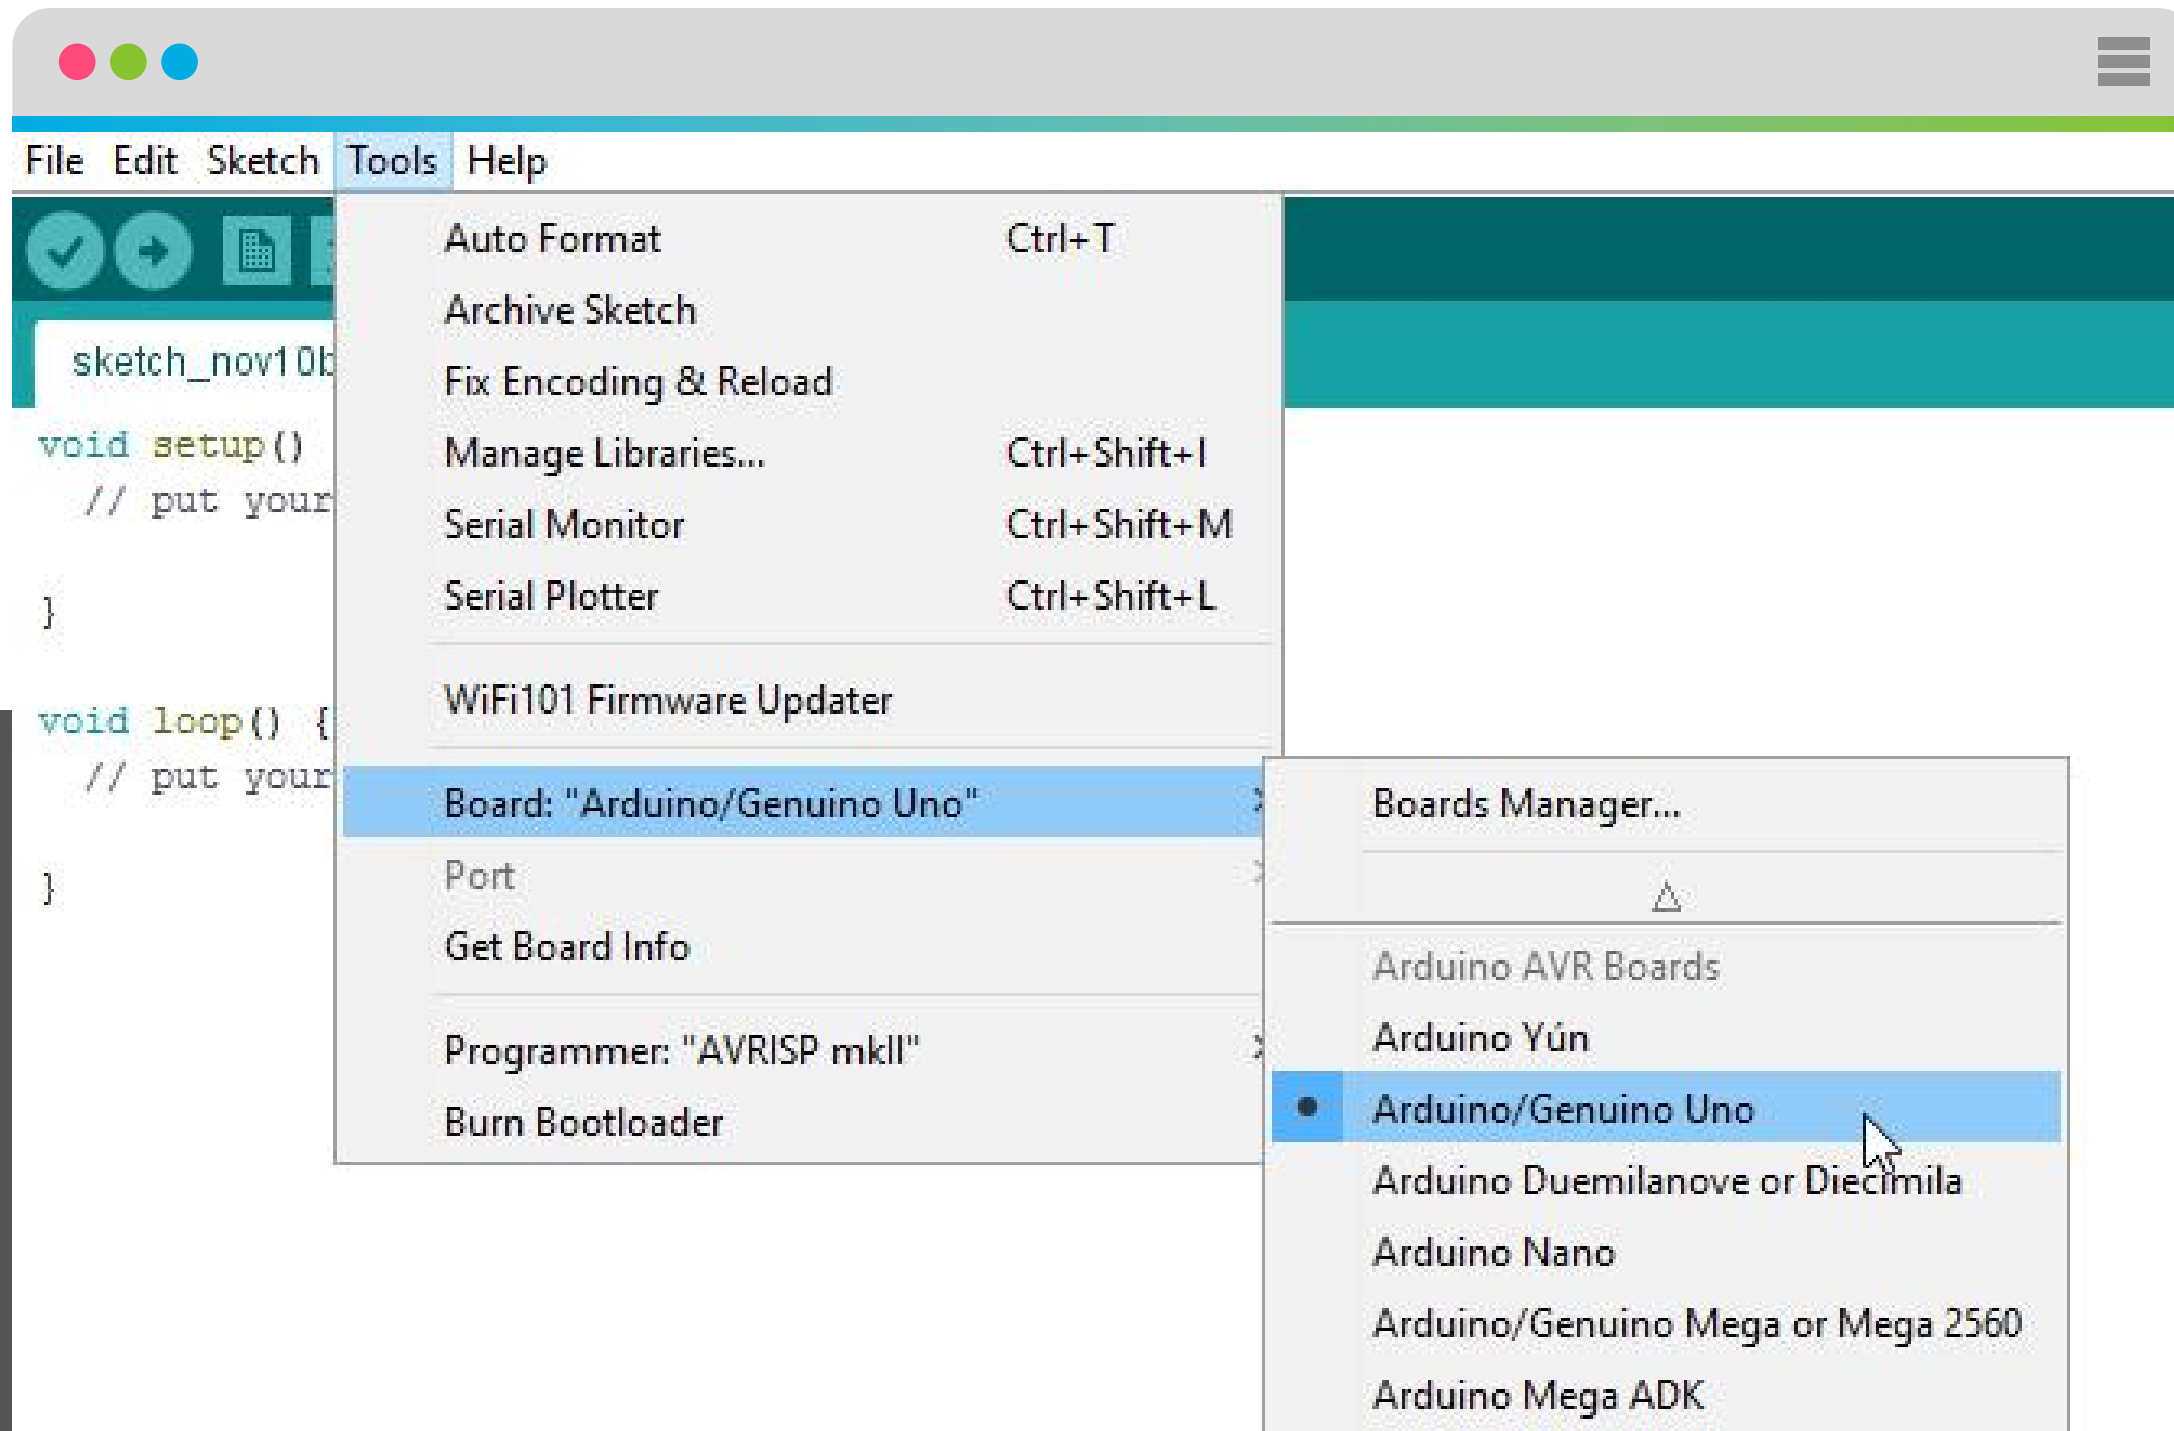 File Edit Sketch Tools Help
sketch_nov10b
void setup()
// put your
}
void loop() {
// put your
}
Auto Format Ctrl+T
Archive Sketch
Fix Encoding & Reload
Manage Libraries... Ctrl+Shift+I
Serial Monitor Ctrl+Shift+M
Serial Plotter Ctrl+Shift+L
WiFi101 Firmware Updater
Board: "Arduino/Genuino Uno"
Port
Get Board Info
Programmer: "AVRISP mkII"
Burn Bootloader
Boards Manager...
Arduino AVR Boards
Arduino Yún
Arduino/Genuino Uno
Arduino Duemilanove or Diecimila
Arduino Nano
Arduino/Genuino Mega or Mega 2560
Arduino Mega ADK